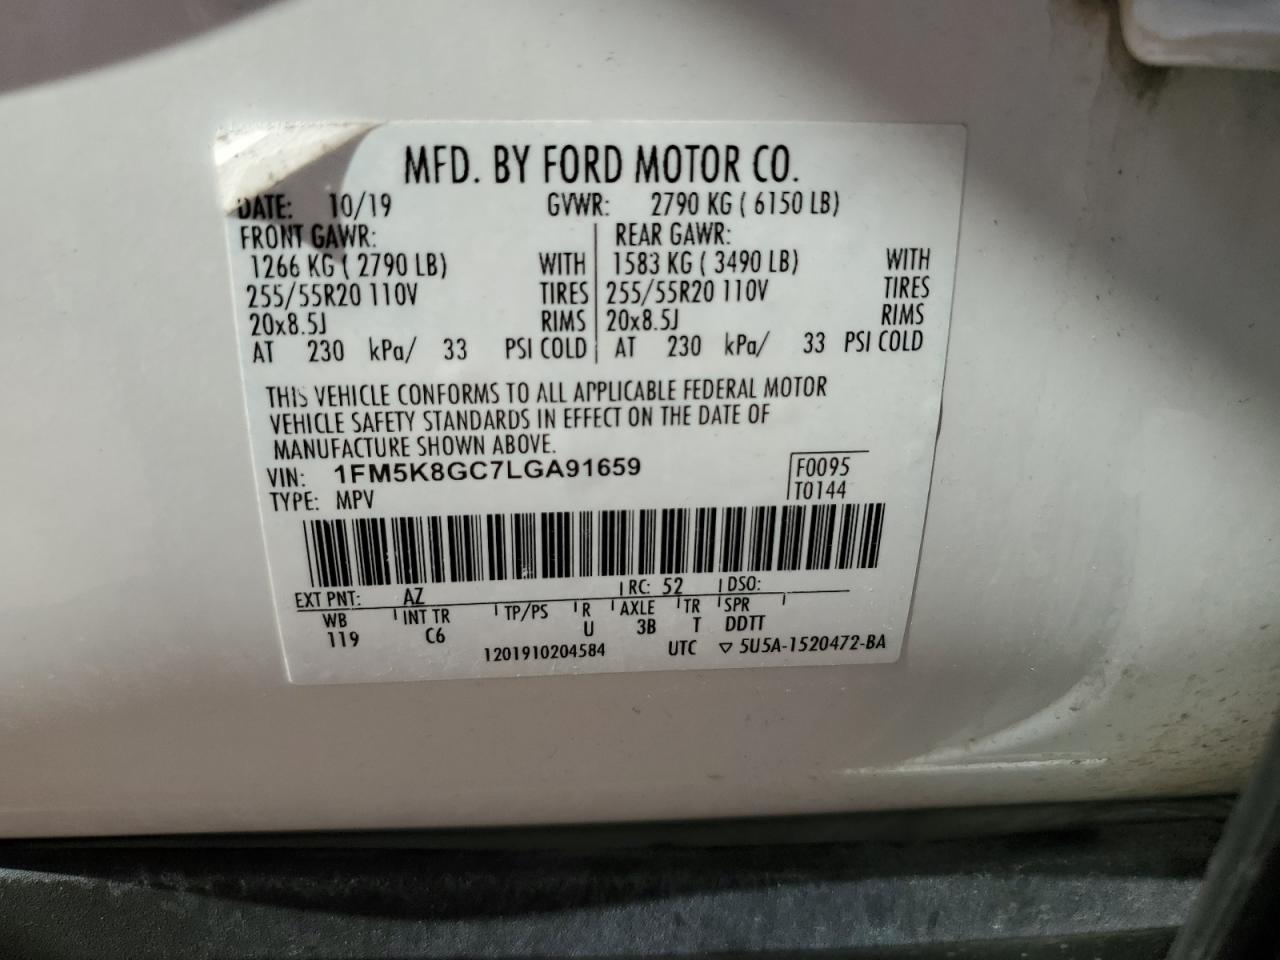 MFD. BY FORD MOTOR CO.
DATE: 10/19 GVWR: 2790 KG ( 6150 LB)
FRONT GAWR: REAR GAWR:
1266 KG ( 2790 LB) WITH 1583 KG ( 3490 LB) WITH
255/55R20 110V TIRES 255/55R20 110V TIRES
20x8.5J RIMS 20x8.5J RIMS
AT 230 kPa/ 33 PSI COLD AT 230 kPa/ 33 PSI COLD
THIS VEHICLE CONFORMS TO ALL APPLICABLE FEDERAL MOTOR
VEHICLE SAFETY STANDARDS IN EFFECT ON THE DATE OF
MANUFACTURE SHOWN ABOVE.
VIN: 1FM5K8GC7LGA91659 F0095
TYPE: MPV T0144
EXT PNT: AZ RC: 52 DSO:
WB INT TR TP/PS R AXLE TR SPR
119 C6 U 3B T DDTT
1201910204584 UTC ▽ 5U5A-1520472-BA